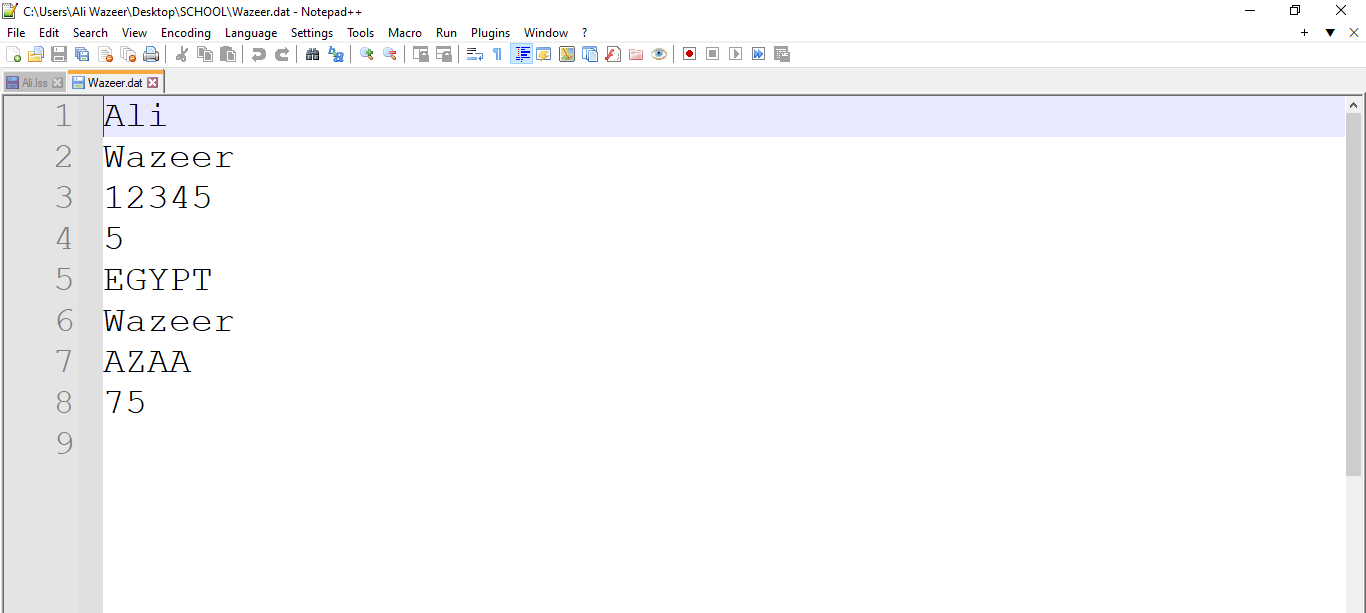 C:\Users\Ali Wazeer\Desktop\SCHOOL\Wazeer.dat - Notepad++
File Edit Search View Encoding Language Settings Tools Macro Run Plugins Window ?
Ali.lss Wazeer.dat
1 Ali
2 Wazeer
3 12345
4 5
5 EGYPT
6 Wazeer
7 AZAA
8 75
9